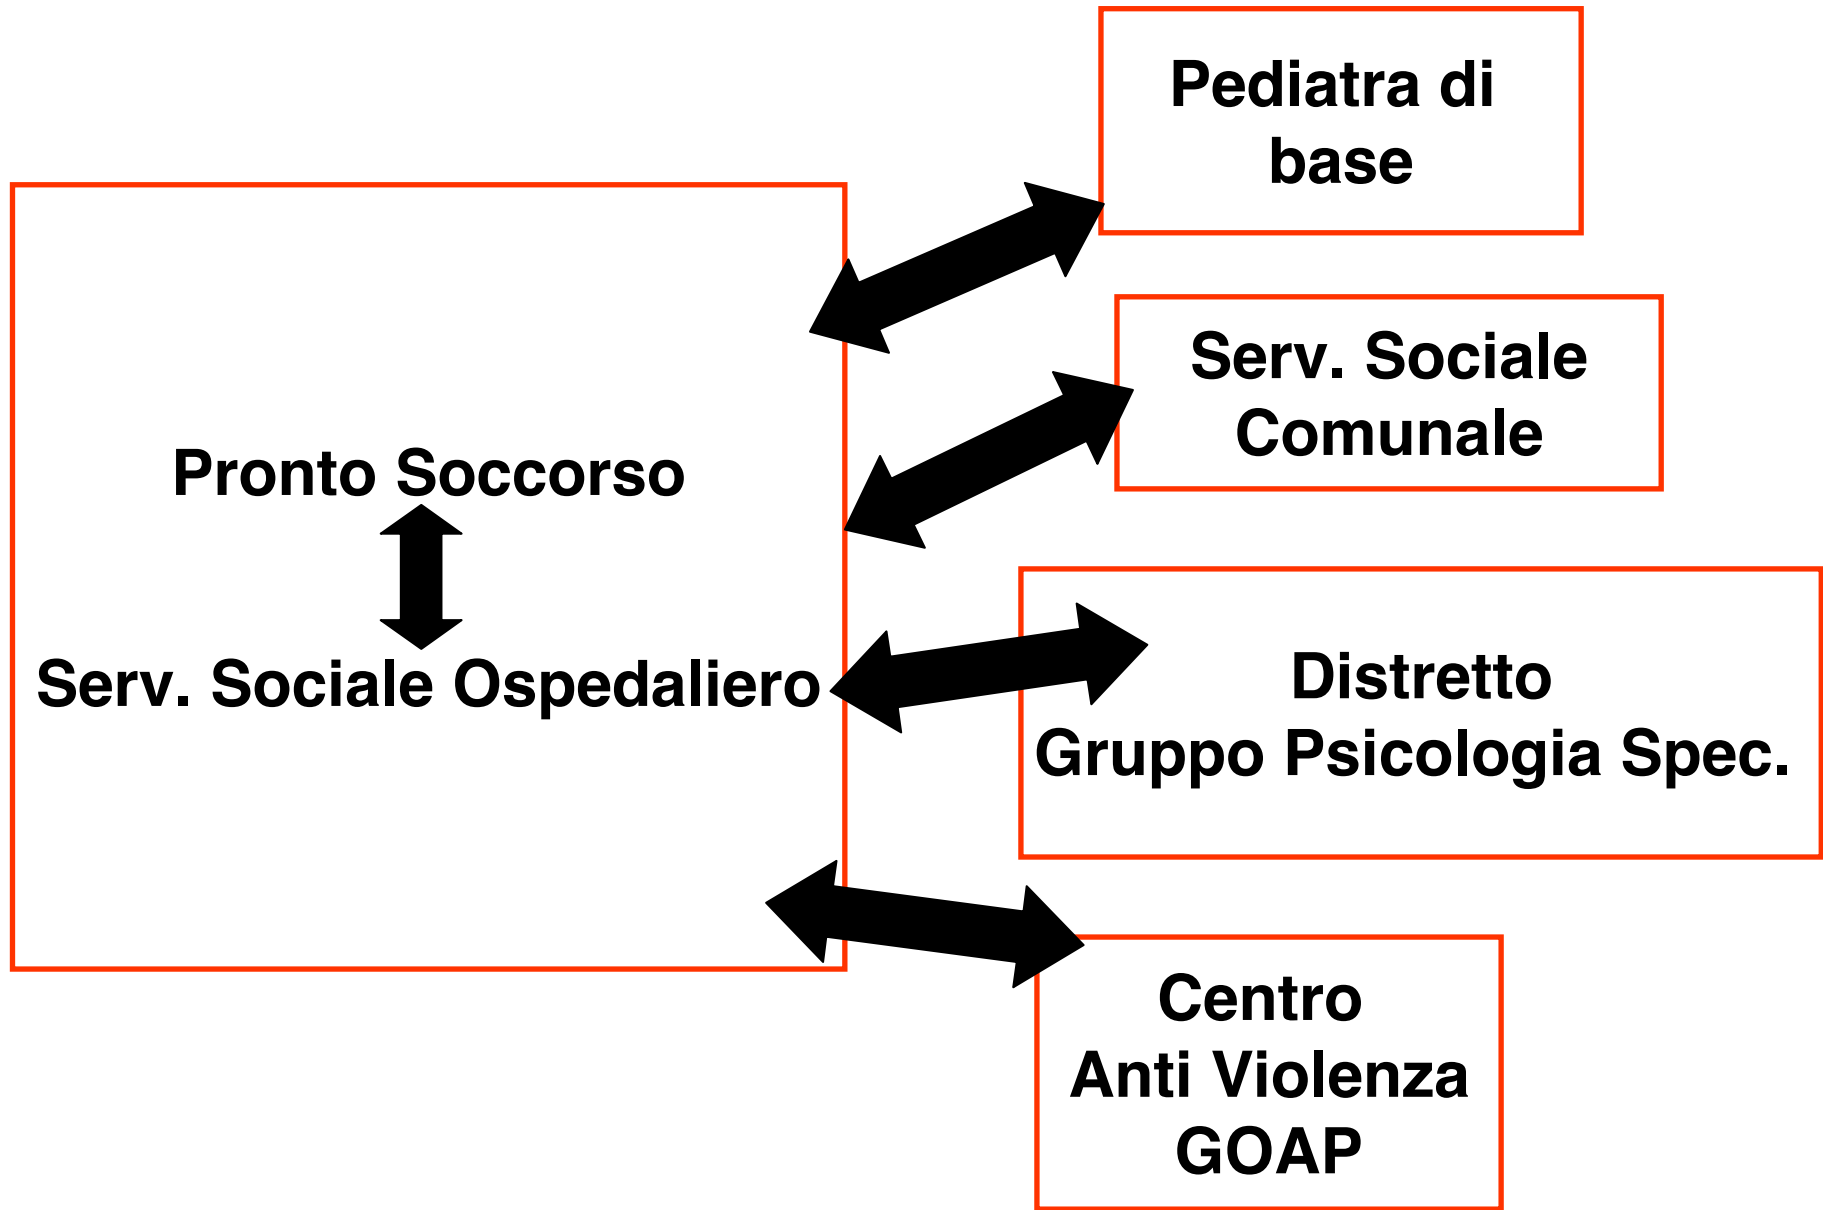 Pronto Soccorso
Serv. Sociale Ospedaliero
Pediatra di
base
Serv. Sociale
Comunale
Distretto
Gruppo Psicologia Spec.
Centro
Anti Violenza
GOAP